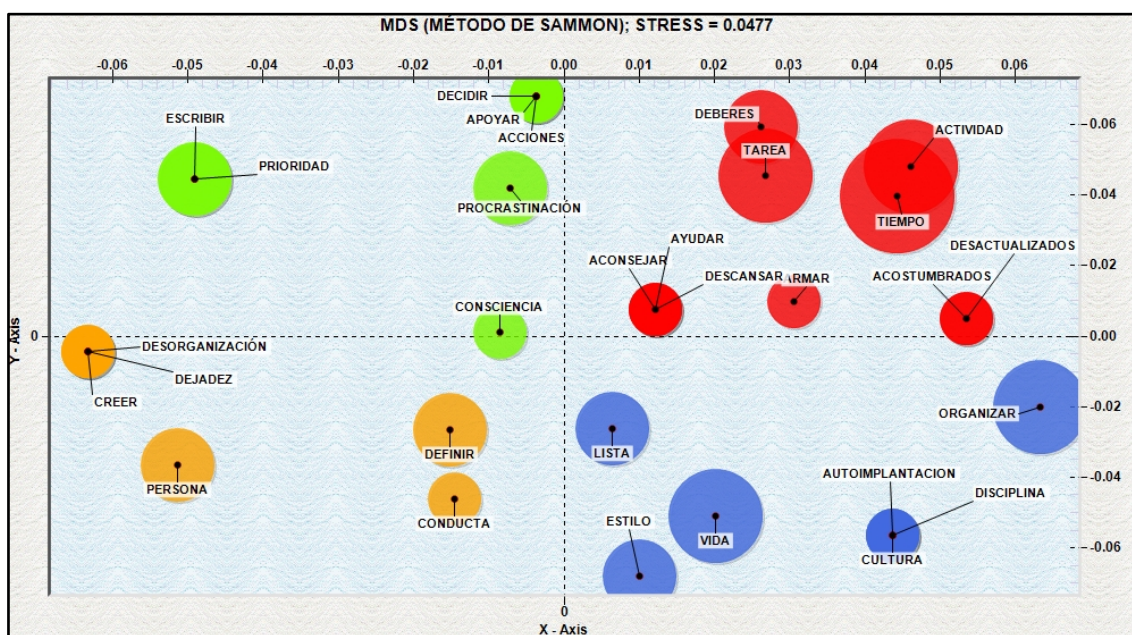 MDS (MÉTODO DE SAMMON); STRESS = 0.0477
-0.06 -0.05 -0.04 -0.03 -0.02 -0.01 0.00 0.01 0.02 0.03 0.04 0.05 0.06
DECIDIR
APOYAR
ACCIONES
ESCRIBIR
PRIORIDAD
DEBERES
TAREA
ACTIVIDAD
0.06
0.04
PROCRASTINACIÓN
TIEMPO
AYUDAR
ACONSEJAR
DESCANSAR
ARMAR
DESACTUALIZADOS
ACOSTUMBRADOS
0.02
CONSCIENCIA
0
0.00
Y - Axis
DESORGANIZACIÓN
DEJADEZ
CREER
ORGANIZAR
-0.02
DEFINIR
LISTA
PERSONA
CONDUCTA
AUTOIMPLANTACION
DISCIPLINA
-0.04
ESTILO
VIDA
CULTURA
-0.06
0
X - Axis